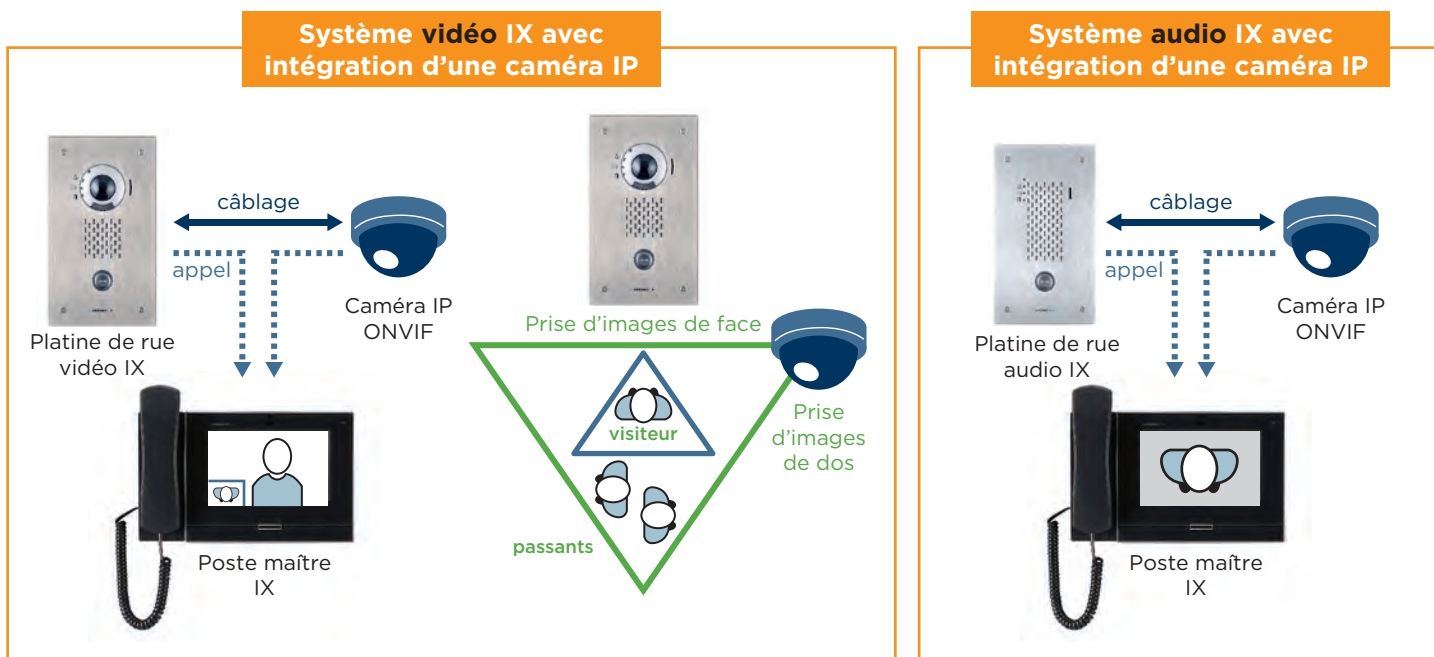 Système vidéo IX avec
intégration d'une caméra IP
câblage
appel
Platine de rue
vidéo IX
Caméra IP
ONVIF
Poste maître
IX
Prise d'images de face
Prise
d'images
de dos
visiteur
passants
Système audio IX avec
intégration d'une caméra IP
câblage
appel
Platine de rue
audio IX
Caméra IP
ONVIF
Poste maître
IX